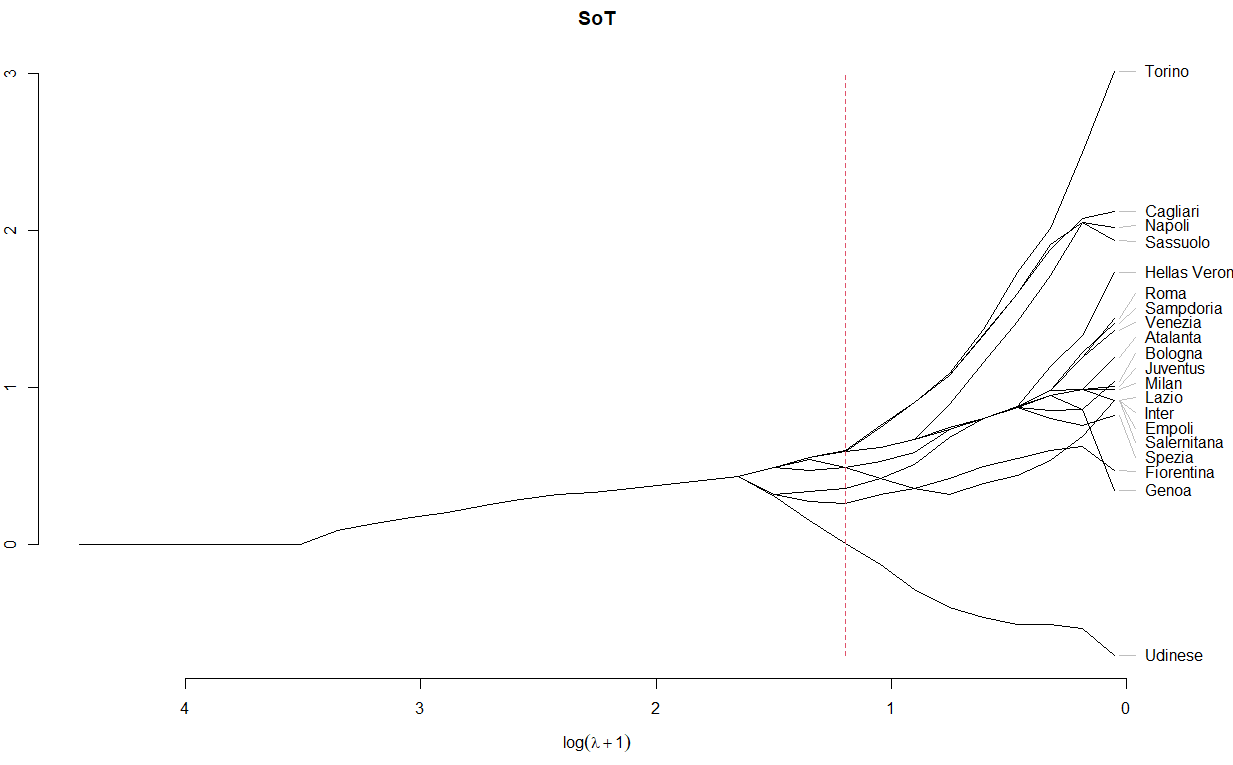 SoT
3
2
1
0
Torino
Cagliari
Napoli
Sassuolo
Hellas Veron
Roma
Sampdoria
Venezia
Atalanta
Bologna
Juventus
Milan
Lazio
Inter
Empoli
Salernitana
Spezia
Fiorentina
Genoa
Udinese
4 3 2 1 0
log(λ+1)